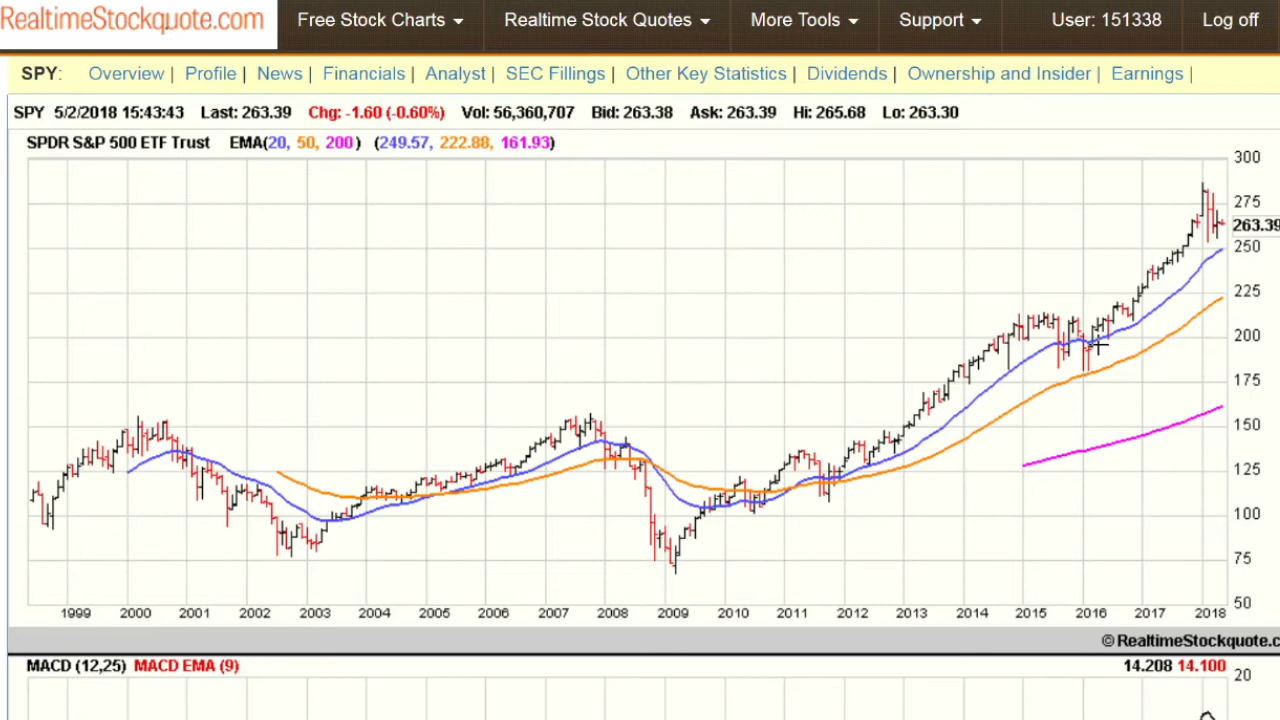 RealtimeStockquote.com Free Stock Charts Realtime Stock Quotes More Tools Support User: 151338 Log off
SPY: Overview | Profile | News | Financials | Analyst | SEC Fillings | Other Key Statistics | Dividends | Ownership and Insider | Earnings |
SPY 5/2/2018 15:43:43 Last: 263.39 Chg: -1.60 (-0.60%) Vol: 56,360,707 Bid: 263.38 Ask: 263.39 Hi: 265.68 Lo: 263.30
SPDR S&P 500 ETF Trust EMA(20, 50, 200 ) (249.57, 222.88, 161.93)
300
275
263.39
250
225
200
175
150
125
100
75
50
1999 2000 2001 2002 2003 2004 2005 2006 2007 2008 2009 2010 2011 2012 2013 2014 2015 2016 2017 2018
© RealtimeStockquote.c
MACD (12,25) MACD EMA (9) 14.208 14.100
20